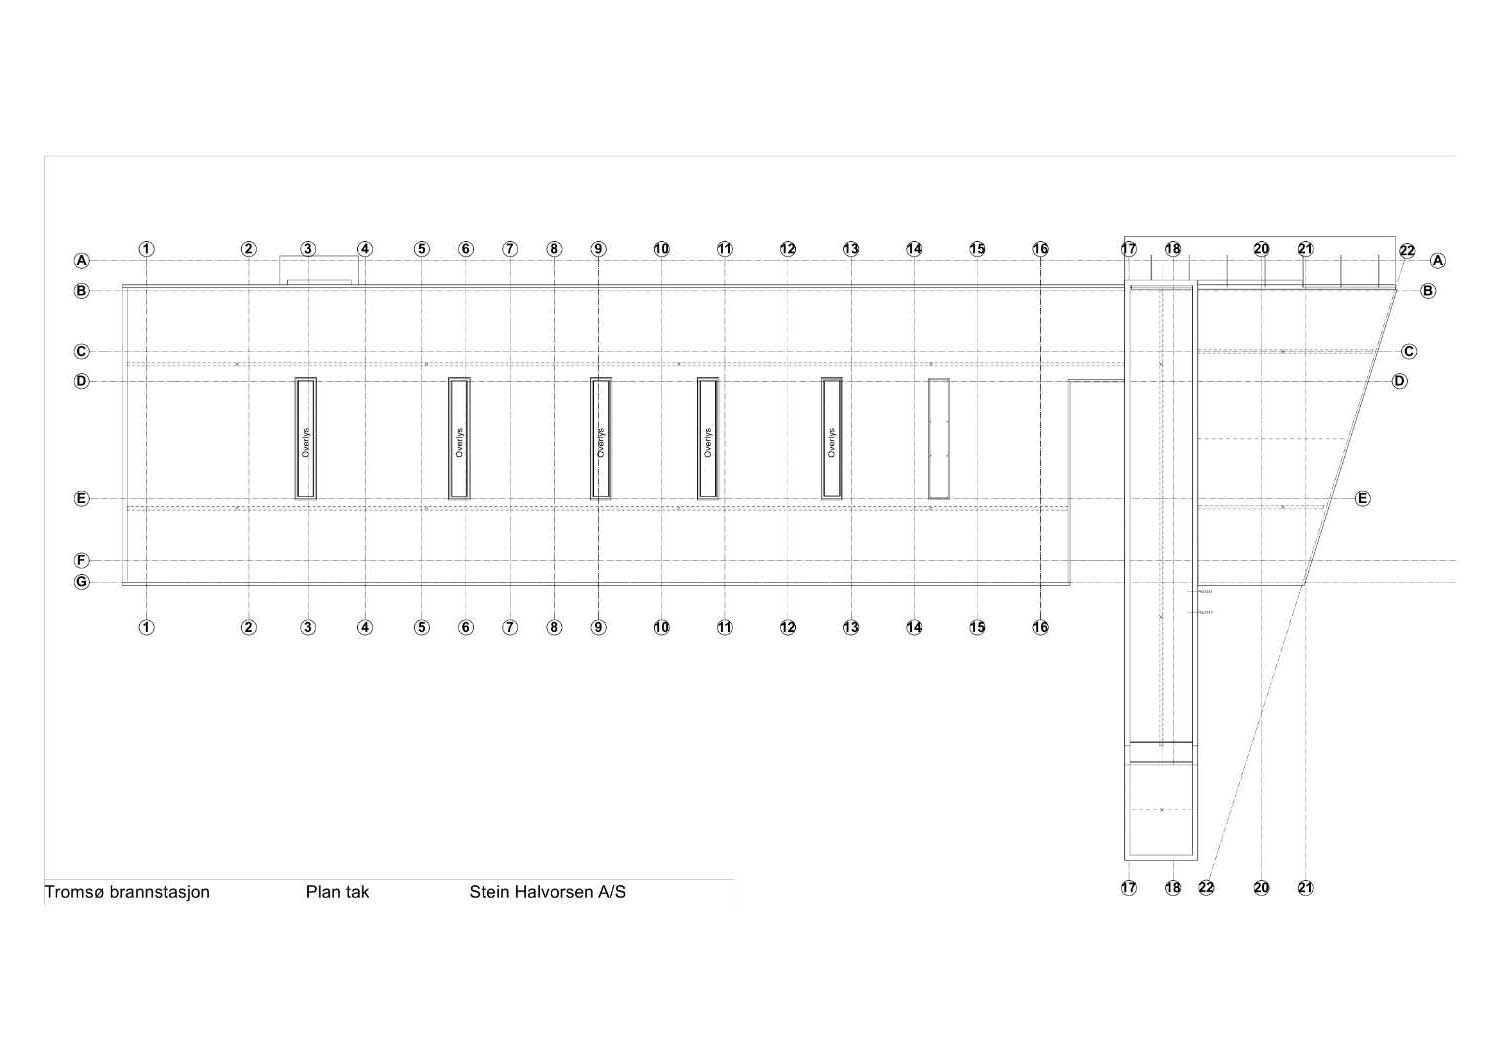 1 2 3 4 5 6 7 8 9 10 11 12 13 14 15 16 17 18 20 21 22
A A
B B
C C
D D
Overlys. Overlys Overlys Overlys Overlys
E E
F
G
1 2 3 4 5 6 7 8 9 10 11 12 13 14 15 16
17 18 22 20 21
Tromsø brannstasjon Plan tak Stein Halvorsen A/S